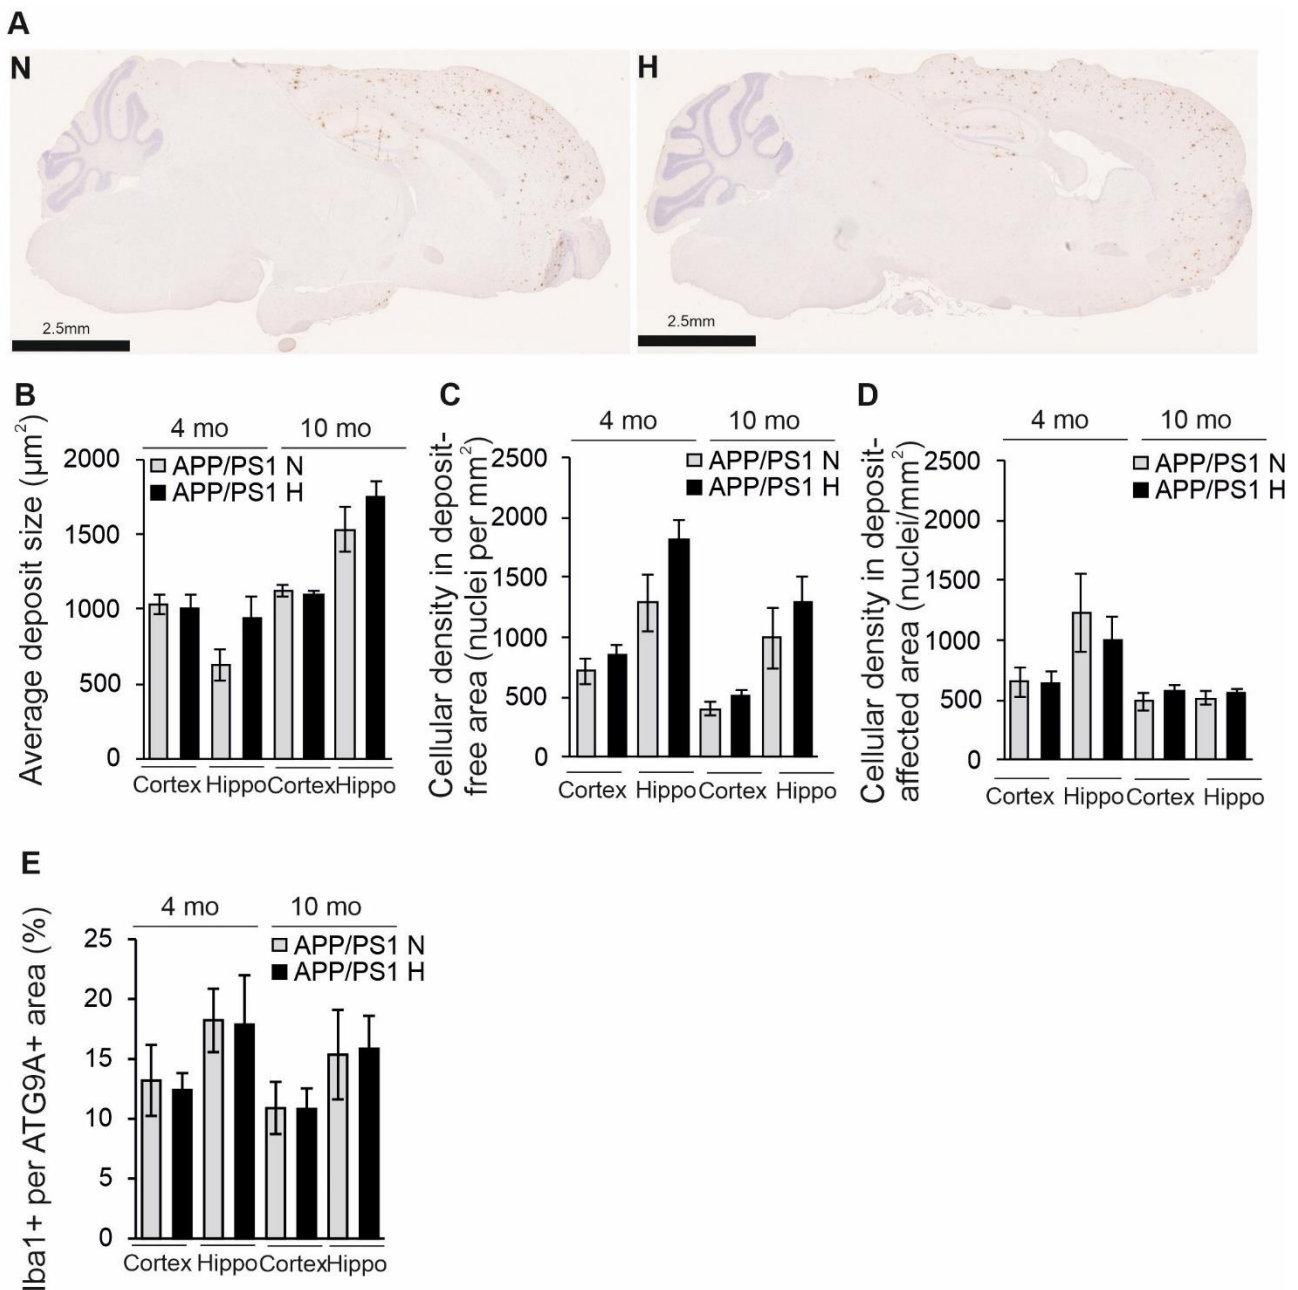 A
N
H
2.5mm
2.5mm
B
Average deposit size (µm²)
4 mo
10 mo
APP/PS1 N
APP/PS1 H
2000
1500
1000
500
0
Cortex
Hippo
Cortex
Hippo
C
Cellular density in deposit-
free area (nuclei per mm²)
4 mo
10 mo
APP/PS1 N
APP/PS1 H
2500
2000
1500
1000
500
0
Cortex
Hippo
Cortex
Hippo
D
Cellular density in deposit-
affected area (nuclei/mm²)
4 mo
10 mo
APP/PS1 N
APP/PS1 H
2500
2000
1500
1000
500
0
Cortex
Hippo
Cortex
Hippo
E
Iba1+ per ATG9A+ area (%)
4 mo
10 mo
APP/PS1 N
APP/PS1 H
25
20
15
10
5
0
Cortex
Hippo
Cortex
Hippo